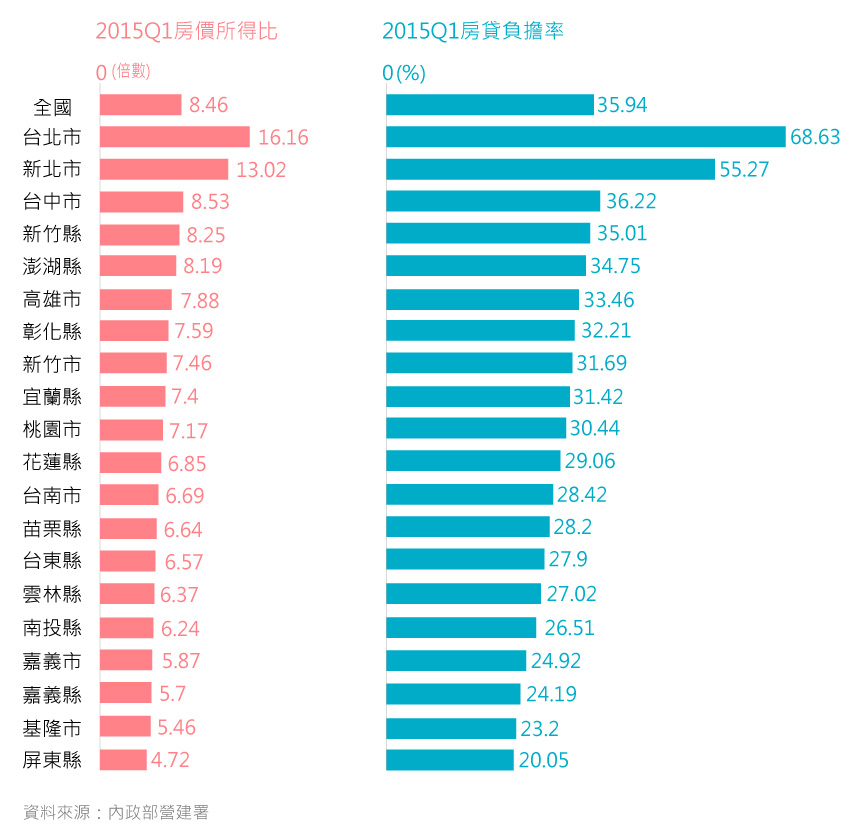 2015Q1房價所得比 2015Q1房貸負擔率
0 (倍數) 0 (%)
全國 8.46 35.94
台北市 16.16 68.63
新北市 13.02 55.27
台中市 8.53 36.22
新竹縣 8.25 35.01
澎湖縣 8.19 34.75
高雄市 7.88 33.46
彰化縣 7.59 32.21
新竹市 7.46 31.69
宜蘭縣 7.4 31.42
桃園市 7.17 30.44
花蓮縣 6.85 29.06
台南市 6.69 28.42
苗栗縣 6.64 28.2
台東縣 6.57 27.9
雲林縣 6.37 27.02
南投縣 6.24 26.51
嘉義市 5.87 24.92
嘉義縣 5.7 24.19
基隆市 5.46 23.2
屏東縣 4.72 20.05
資料來源：內政部營建署